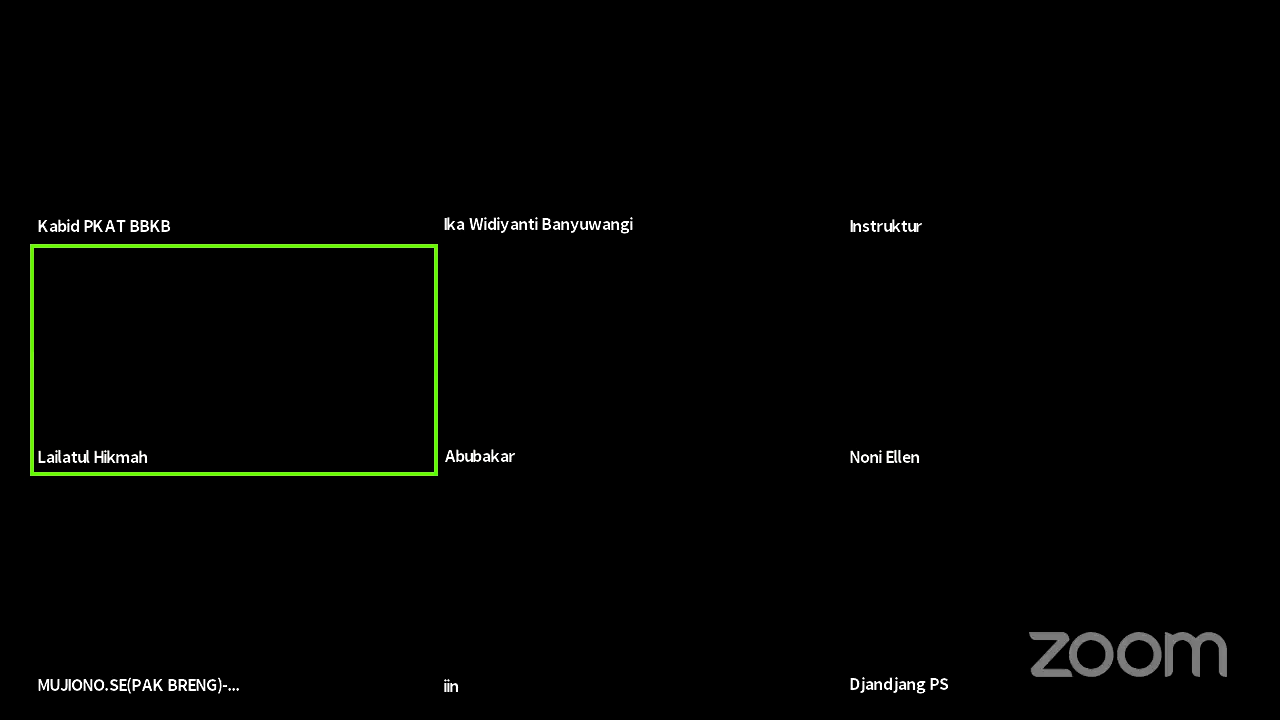 Kabid PKAT BBKB
Ika Widiyanti Banyuwangi
Instruktur
Lailatul Hikmah
Abubakar
Noni Ellen
MUJIONO.SE(PAK BRENG)-...
iin
Djandjang PS
zoom